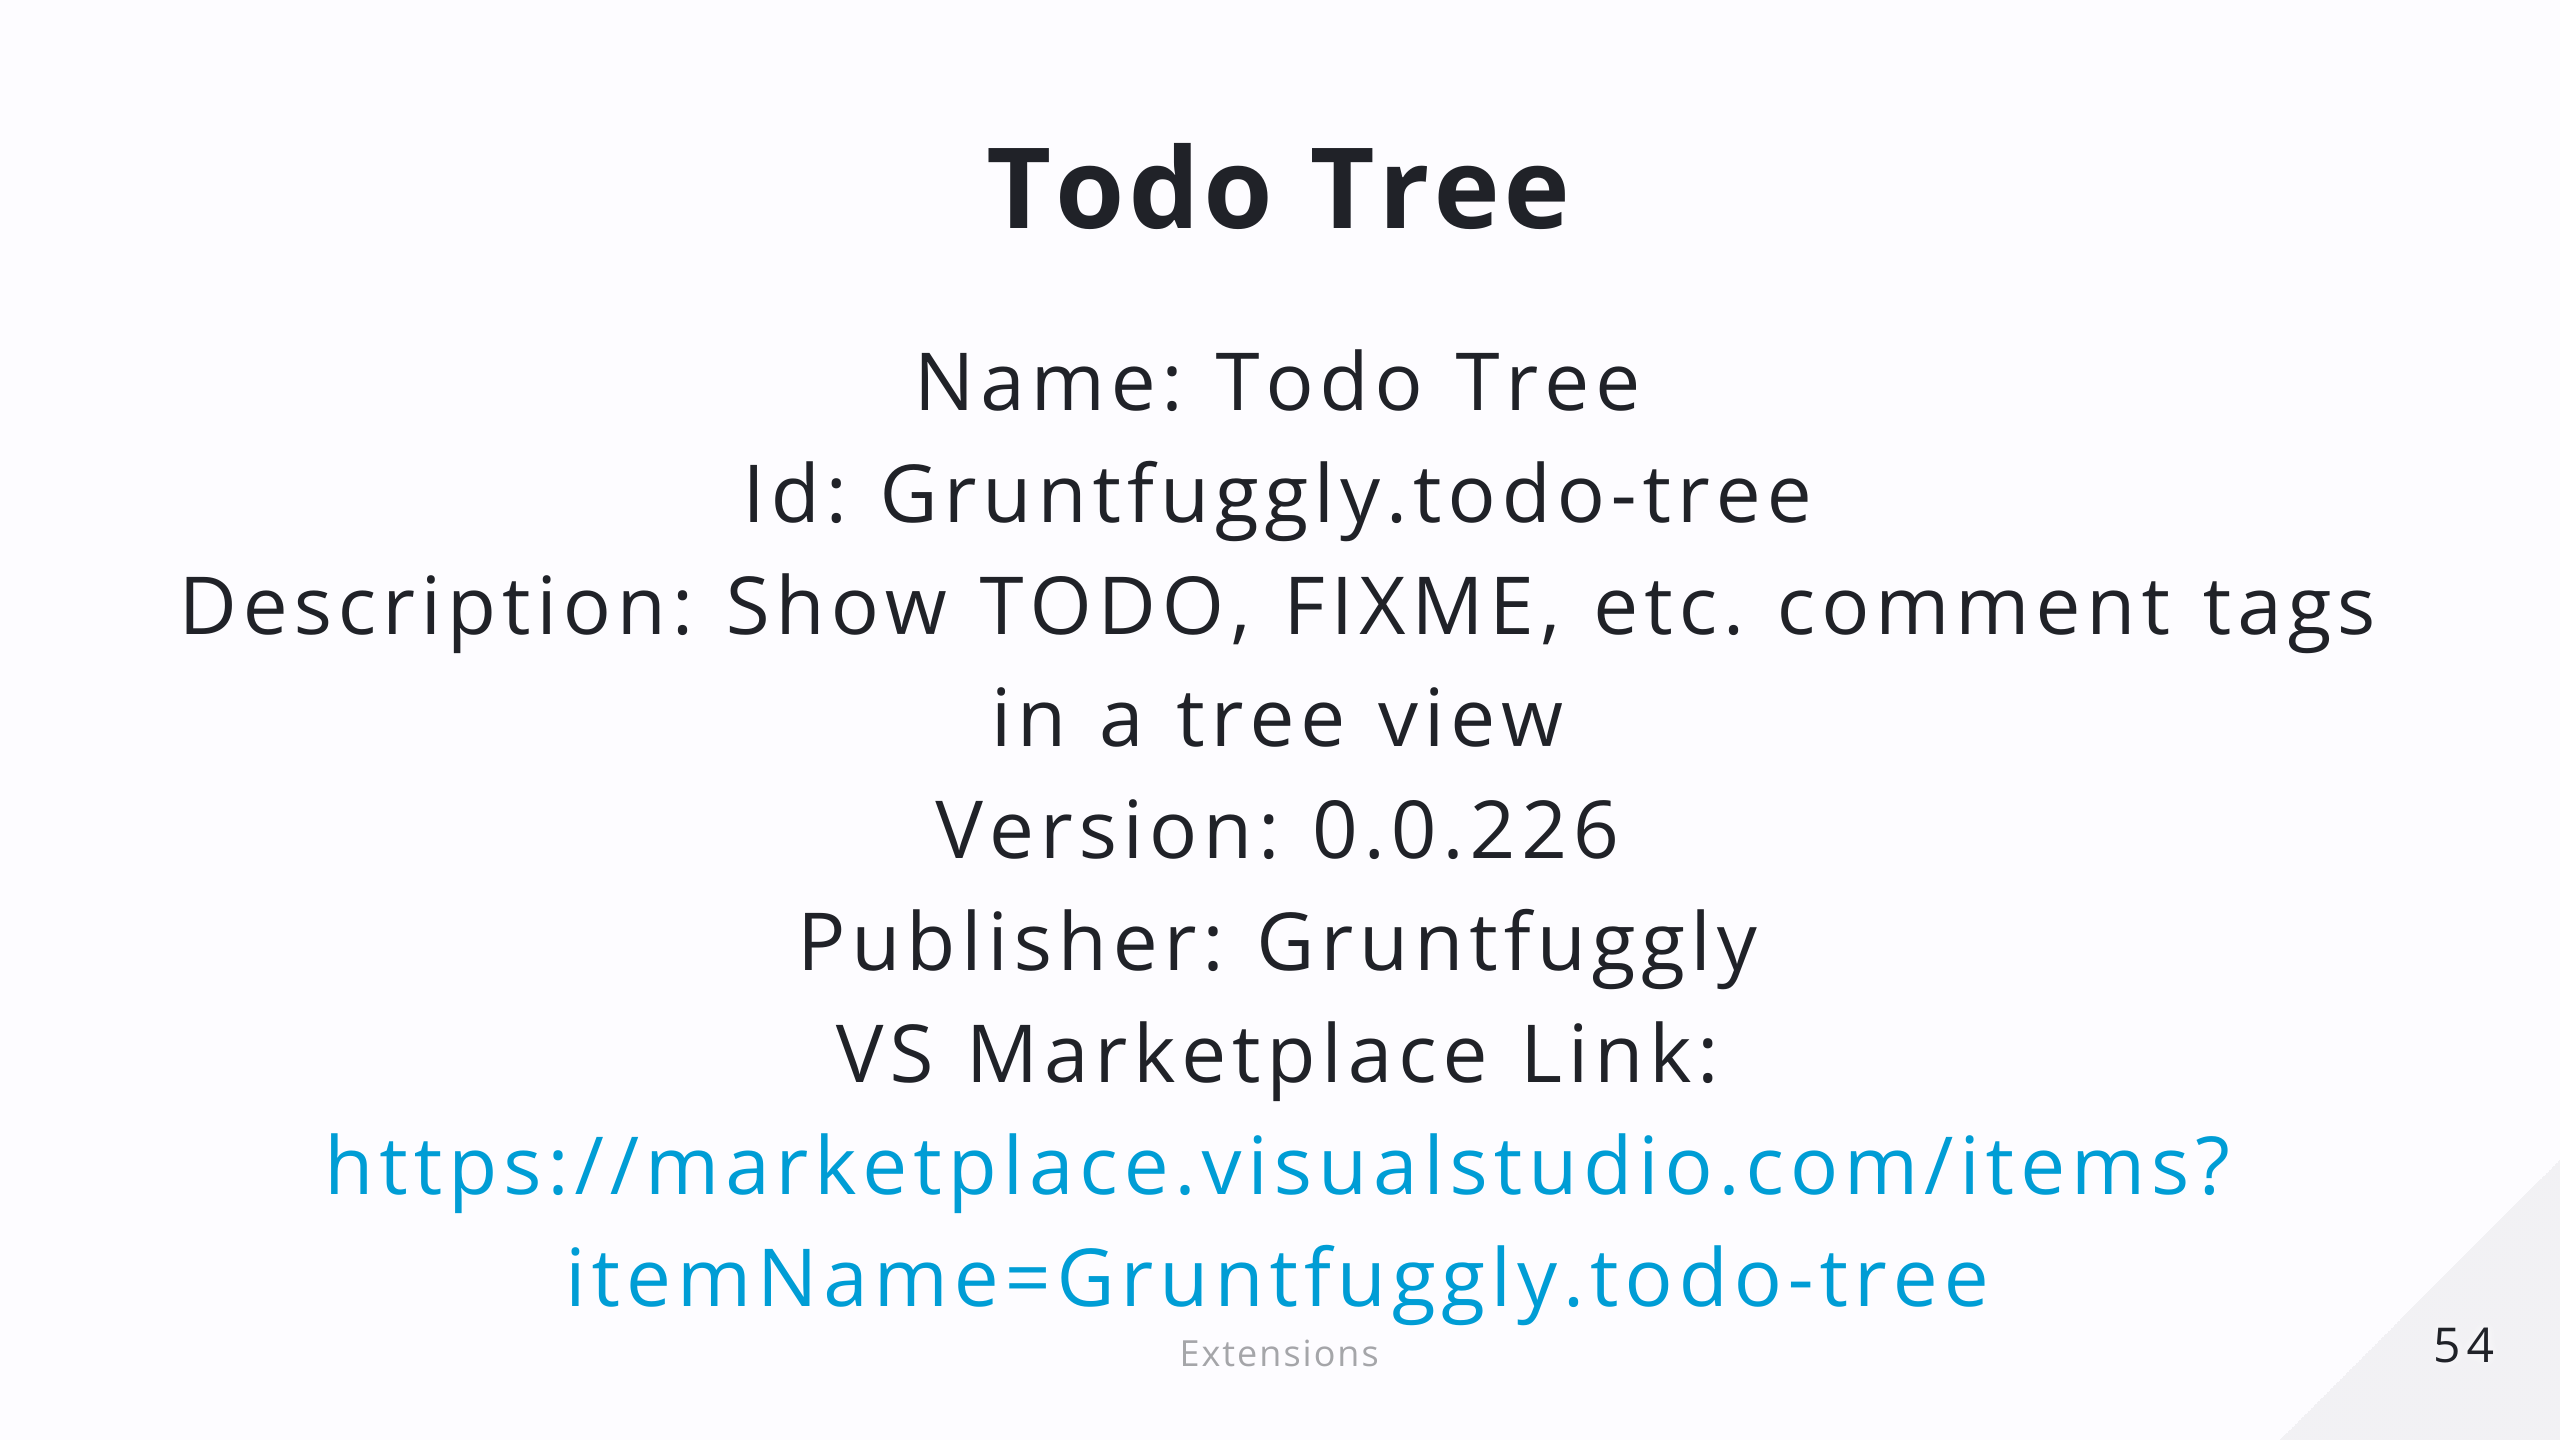 Todo Tree
Name: Todo Tree
Id: Gruntfuggly.todo-tree
Description: Show TODO, FIXME, etc. comment tags
in a tree view
Version: 0.0.226
Publisher: Gruntfuggly
VS Marketplace Link:
https://marketplace.visualstudio.com/items?
itemName=Gruntfuggly.todo-tree
Extensions
54